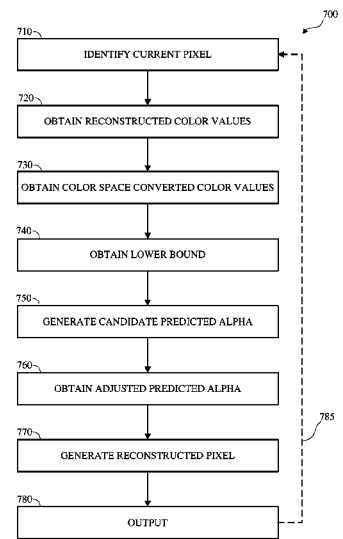 700
710
IDENTIFY CURRENT PIXEL
720
OBTAIN RECONSTRUCTED COLOR VALUES
730
OBTAIN COLOR SPACE CONVERTED COLOR VALUES
740
OBTAIN LOWER BOUND
750
GENERATE CANDIDATE PREDICTED ALPHA
760
OBTAIN ADJUSTED PREDICTED ALPHA
785
770
GENERATE RECONSTRUCTED PIXEL
780
OUTPUT